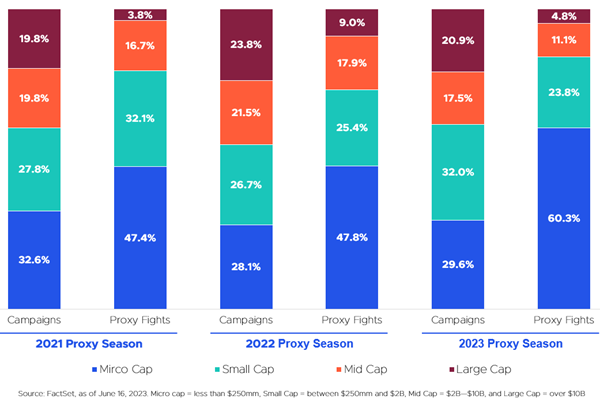 19.8% 3.8% 23.8% 9.0% 20.9% 4.8%
16.7% 17.9% 11.1%
19.8% 32.1% 21.5% 25.4% 17.5% 23.8%
27.8% 26.7% 32.0%
32.6% 47.4% 28.1% 47.8% 29.6% 60.3%
Campaigns Proxy Fights Campaigns Proxy Fights Campaigns Proxy Fights
2021 Proxy Season 2022 Proxy Season 2023 Proxy Season
Mirco Cap Small Cap Mid Cap Large Cap
Source: FactSet, as of June 16, 2023. Micro cap = less than $250mm, Small Cap = between $250mm and $2B, Mid Cap = $2B–$10B, and Large Cap = over $10B